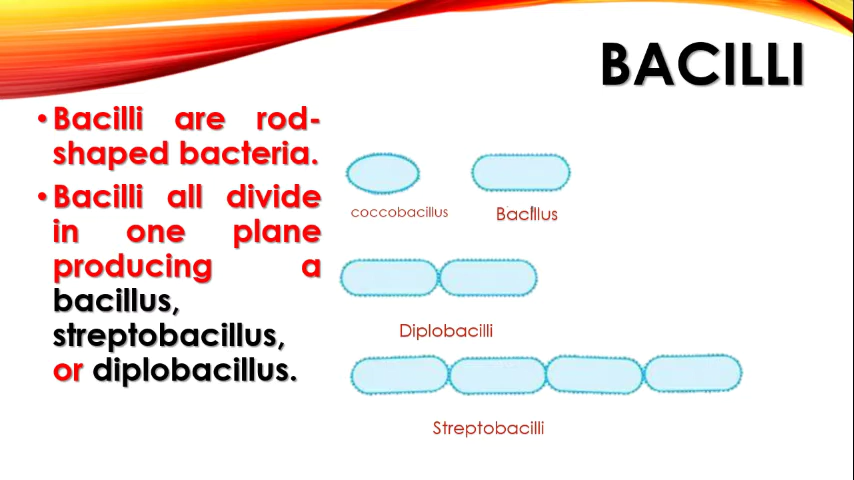 BACILLI
• Bacilli are rod-
shaped bacteria.
• Bacilli all divide
in one plane
producing a
bacillus,
streptobacillus,
or diplobacillus.
coccobacillus
Bacillus
Diplobacilli
Streptobacilli